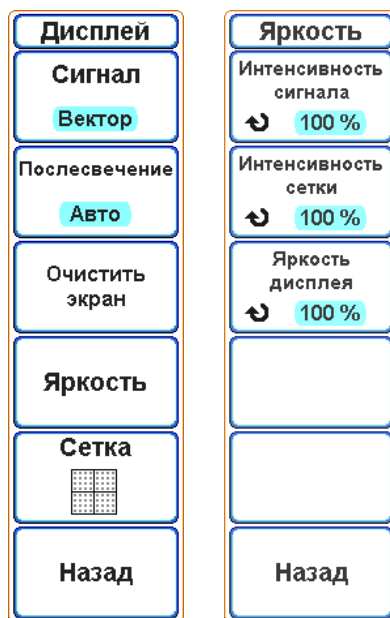 Дисплей
Сигнал
Вектор
Послесвечение
Авто
Очистить
экран
Яркость
Сетка
Назад
Яркость
Интенсивность
сигнала
100 %
Интенсивность
сетки
100 %
Яркость
дисплея
100 %
Назад